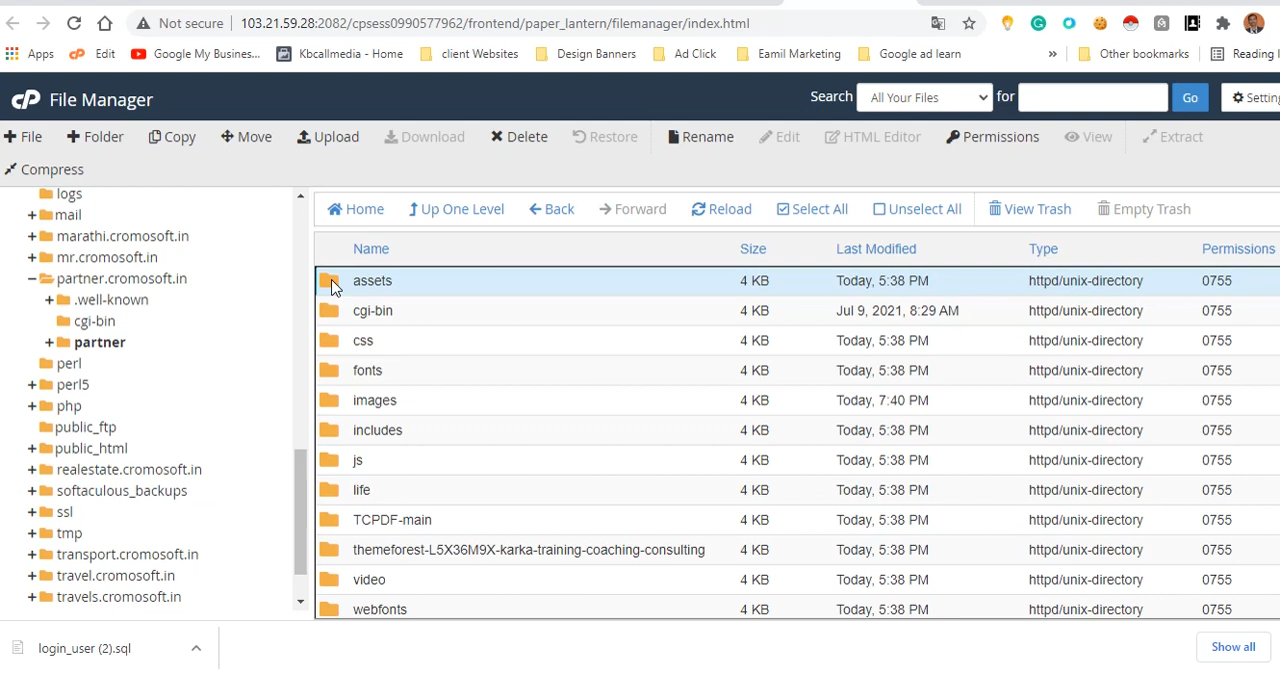 Not secure | 103.21.59.28:2082/cpsess0990577962/frontend/paper_lantern/filemanager/index.html
Apps Edit Google My Business... Kbcallmedia - Home client Websites Design Banners Ad Click Eamil Marketing Google ad learn » Other bookmarks Reading l
cP File Manager Search All Your Files for Go Setting
File Folder Copy Move Upload Download Delete Restore Rename Edit HTML Editor Permissions View Extract
Compress
Home Up One Level Back Forward Reload Select All Unselect All View Trash Empty Trash
logs
+ mail
+ marathi.cromosoft.in
+ mr.cromosoft.in
− partner.cromosoft.in
+ .well-known
cgi-bin
+ partner
perl
+ perl5
+ php
public_ftp
+ public_html
+ realestate.cromosoft.in
+ softaculous_backups
+ ssl
+ tmp
+ transport.cromosoft.in
+ travel.cromosoft.in
+ travels.cromosoft.in
Name Size Last Modified Type Permissions
assets 4 KB Today, 5:38 PM httpd/unix-directory 0755
cgi-bin 4 KB Jul 9, 2021, 8:29 AM httpd/unix-directory 0755
css 4 KB Today, 5:38 PM httpd/unix-directory 0755
fonts 4 KB Today, 5:38 PM httpd/unix-directory 0755
images 4 KB Today, 7:40 PM httpd/unix-directory 0755
includes 4 KB Today, 5:38 PM httpd/unix-directory 0755
js 4 KB Today, 5:38 PM httpd/unix-directory 0755
life 4 KB Today, 5:38 PM httpd/unix-directory 0755
TCPDF-main 4 KB Today, 5:38 PM httpd/unix-directory 0755
themeforest-L5X36M9X-karka-training-coaching-consulting 4 KB Today, 5:38 PM httpd/unix-directory 0755
video 4 KB Today, 5:38 PM httpd/unix-directory 0755
webfonts 4 KB Today, 5:38 PM httpd/unix-directory 0755
login_user (2).sql Show all